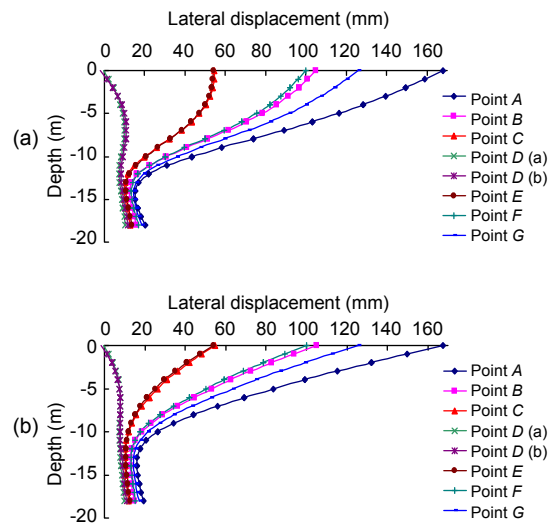 Lateral displacement (mm)
0 20 40 60 80 100 120 140 160
0
-5
-10
-15
-20
Depth (m)
(a)
Point A
Point B
Point C
Point D (a)
Point D (b)
Point E
Point F
Point G
Lateral displacement (mm)
0 20 40 60 80 100 120 140 160
0
-5
-10
-15
-20
Depth (m)
(b)
Point A
Point B
Point C
Point D (a)
Point D (b)
Point E
Point F
Point G